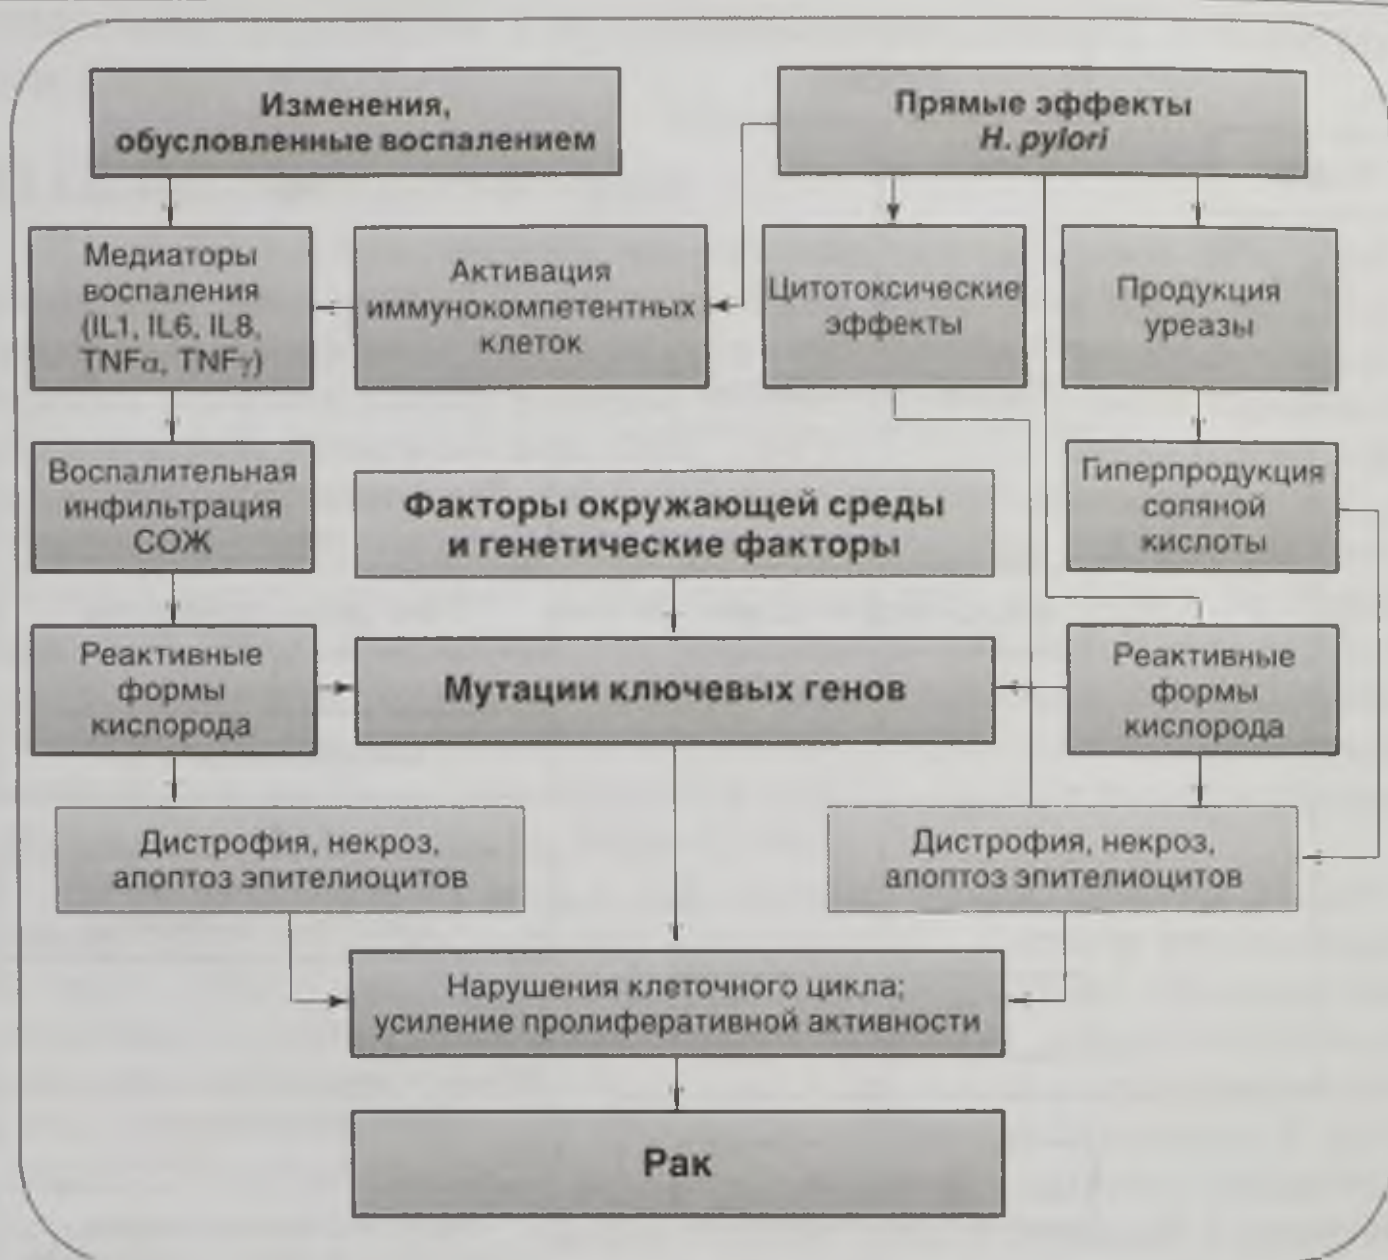 Изменения,
обусловленные воспалением
Прямые эффекты
H. pylori
Медиаторы
воспаления
(IL1, IL6, IL8,
TNFα, TNFγ)
Активация
иммунокомпетентных
клеток
Цитотоксические
эффекты
Продукция
уреазы
Воспалительная
инфильтрация
СОЖ
Факторы окружающей среды
и генетические факторы
Гиперпродукция
соляной
кислоты
Реактивные
формы
кислорода
Мутации ключевых генов
Реактивные
формы
кислорода
Дистрофия, некроз,
апоптоз эпителиоцитов
Дистрофия, некроз,
апоптоз эпителиоцитов
Нарушения клеточного цикла;
усиление пролиферативной активности
Рак